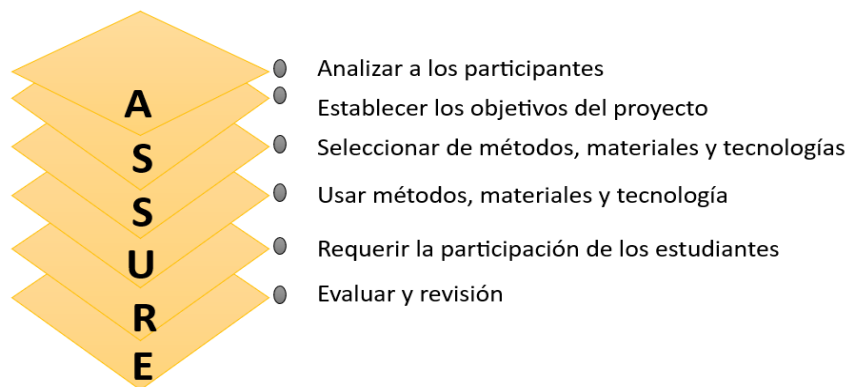 A
S
S
U
R
E
Analizar a los participantes
Establecer los objetivos del proyecto
Seleccionar de métodos, materiales y tecnologías
Usar métodos, materiales y tecnología
Requerir la participación de los estudiantes
Evaluar y revisión